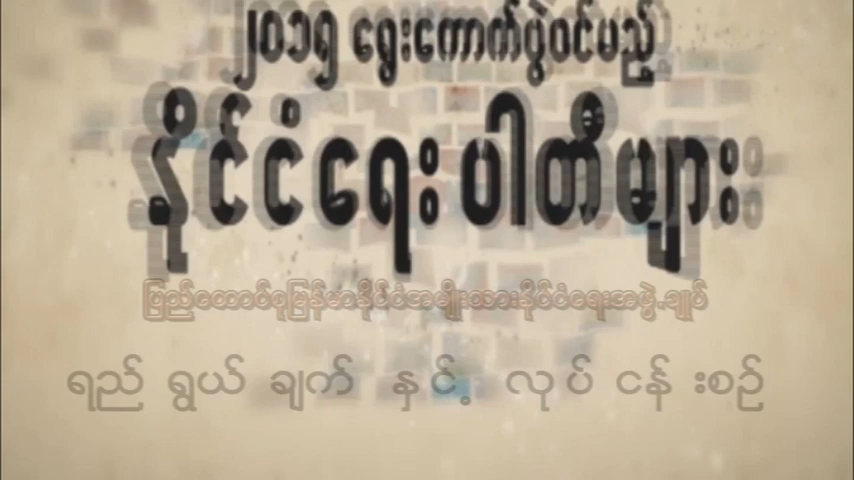 ၂၀၁၅ ရွေးကောက်ပွဲဝင်မည့်
နိုင်ငံရေး ပါတီများ
ပြည်ထောင်စုမြန်မာနိုင်ငံအမျိုးသားနိုင်ငံရေးအဖွဲ့ချုပ်
ရည် ရွယ် ချက် နှင့် လုပ် ငန် းစဉ်